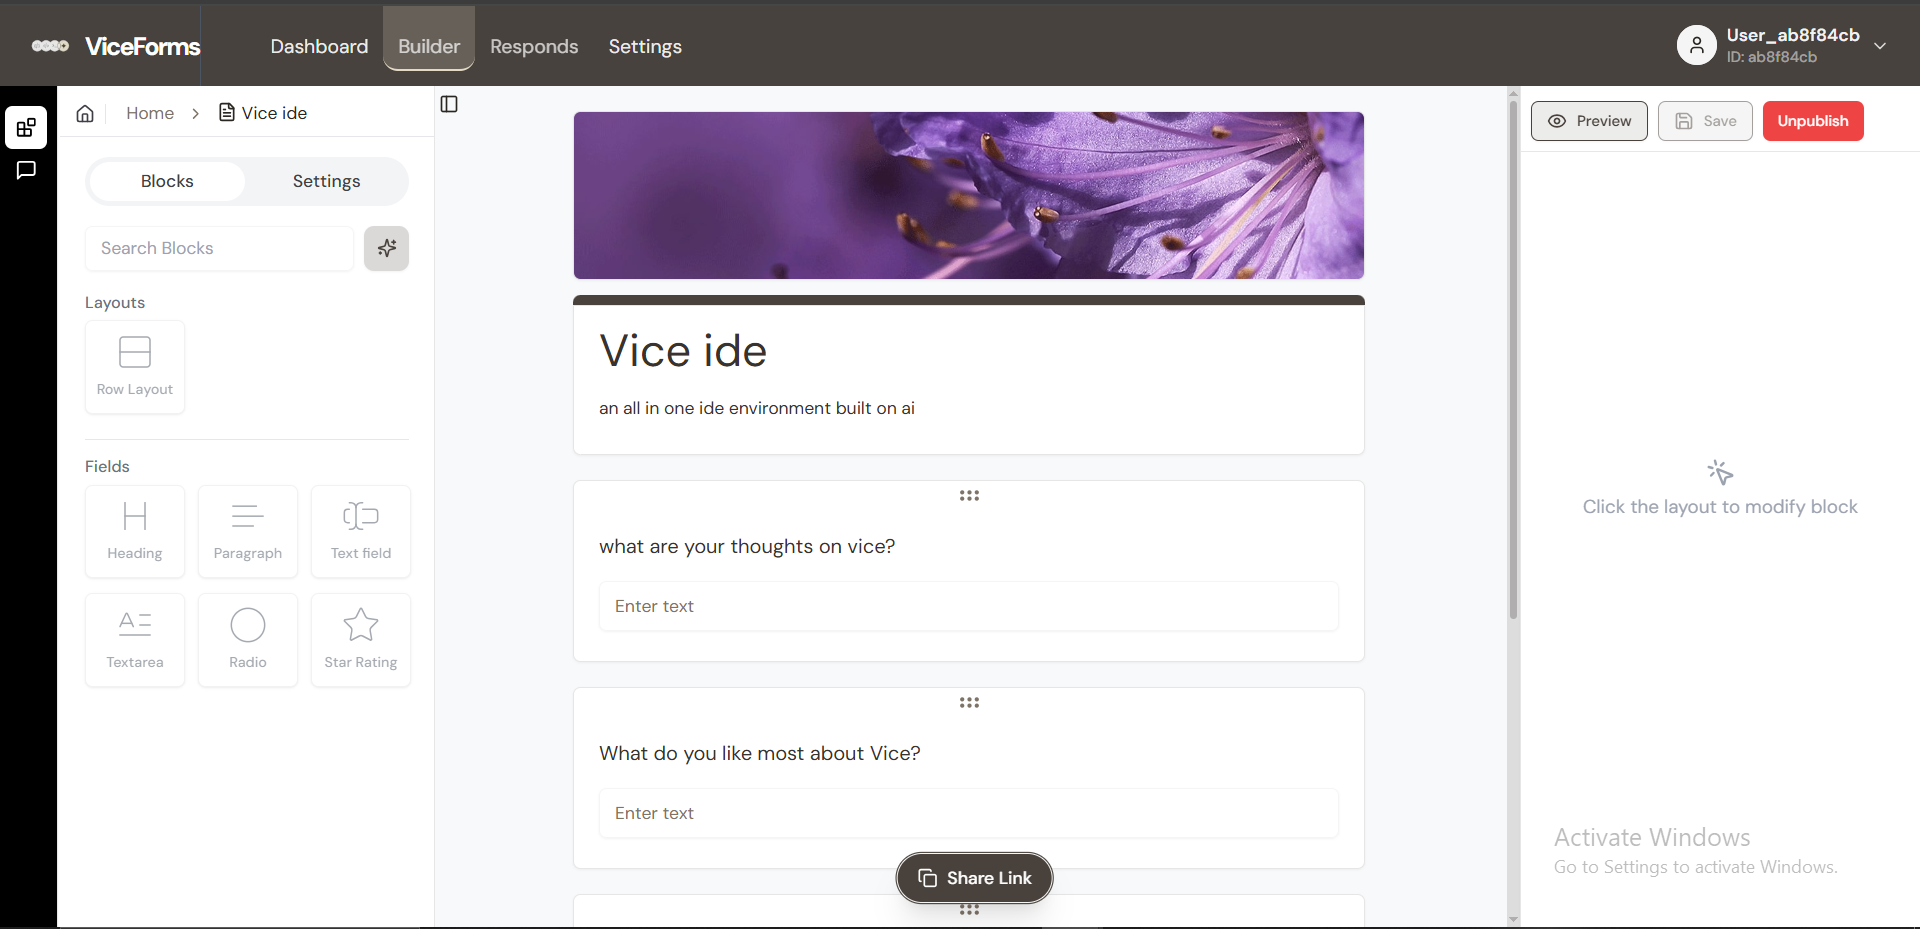 ViceForms
Dashboard
Builder
Responds
Settings
User_ab8f84cb
ID: ab8f84cb
Home
Vice ide
Blocks
Settings
Search Blocks
Layouts
Row Layout
Fields
Heading
Paragraph
Text field
Textarea
Radio
Star Rating
Vice ide
an all in one ide environment built on ai
what are your thoughts on vice?
Enter text
What do you like most about Vice?
Enter text
Share Link
Preview
Save
Unpublish
Click the layout to modify block
Activate Windows
Go to Settings to activate Windows.